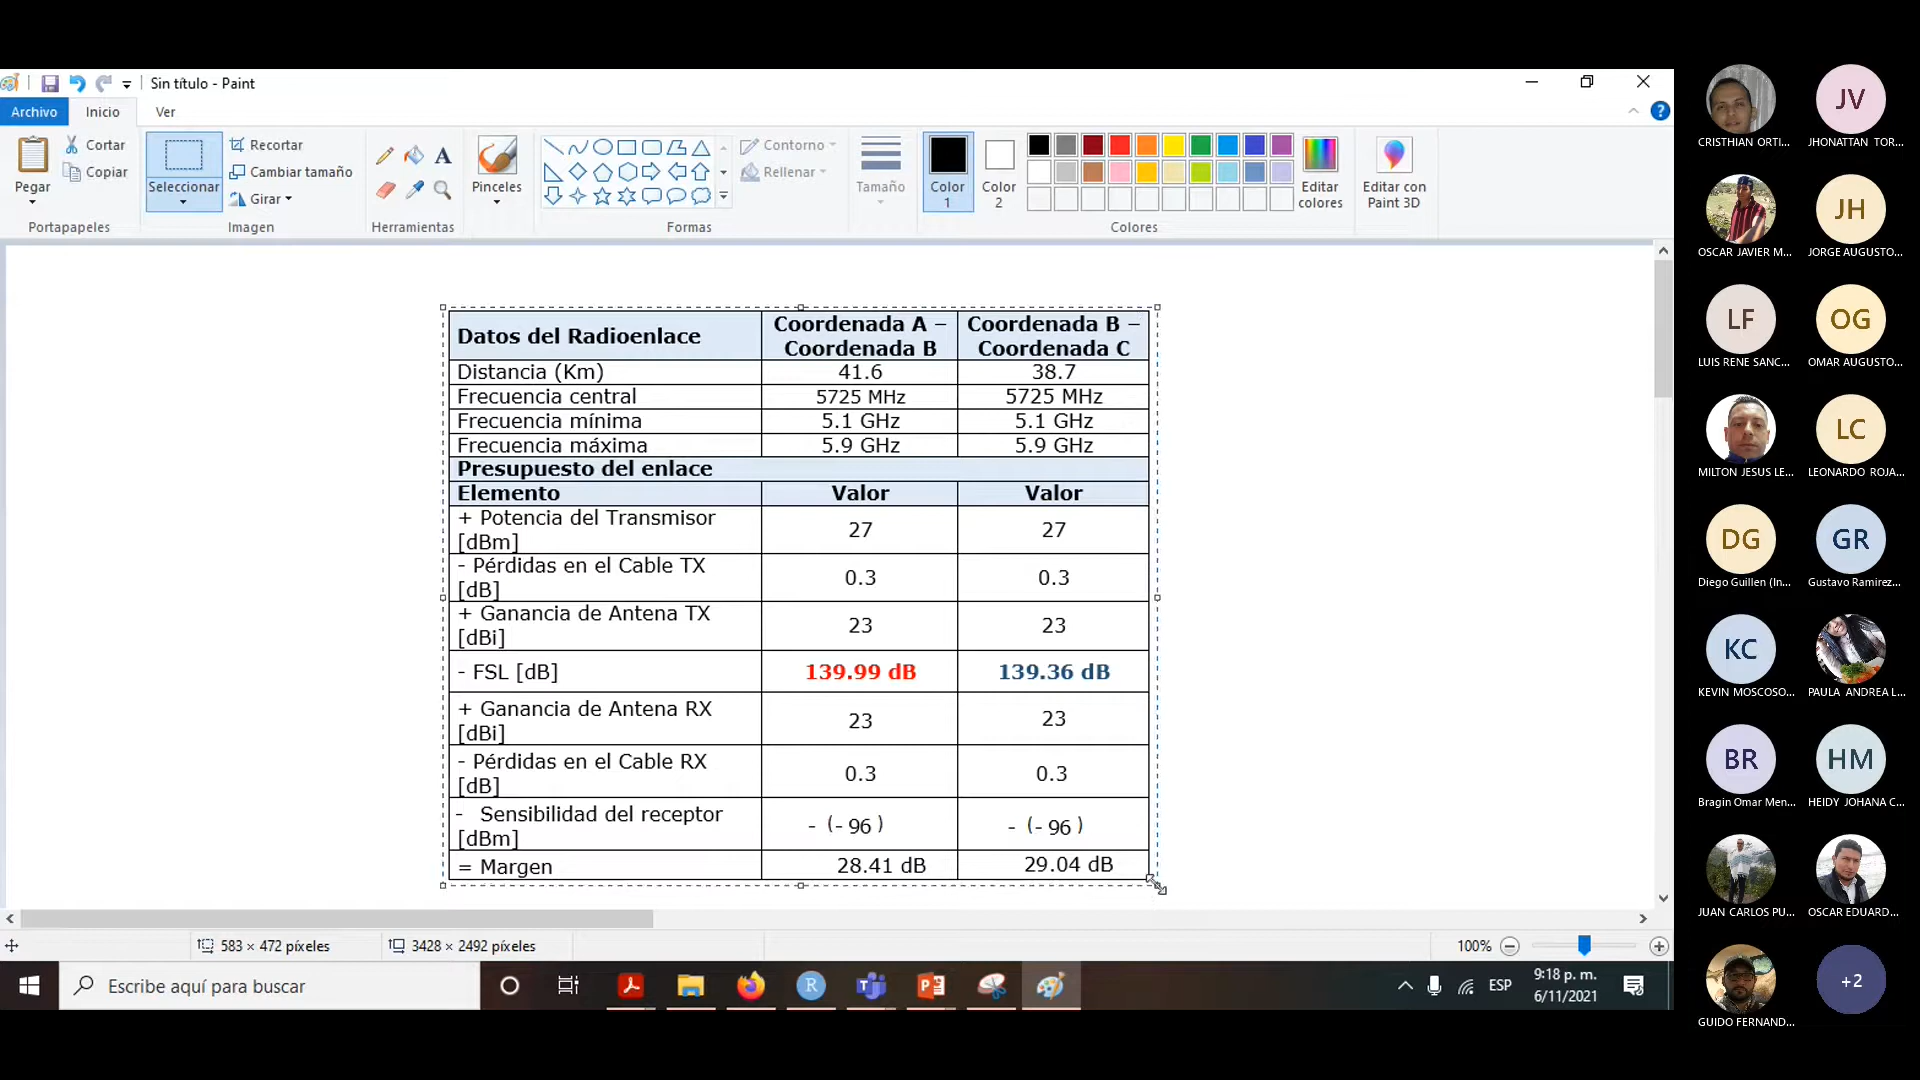 Sin título - Paint
Archivo Inicio Ver
Pegar Cortar Copiar
Portapapeles
Seleccionar Recortar Cambiar tamaño Girar
Imagen
A
Herramientas
Pinceles
Contorno
Rellenar
Formas
Tamaño
Color 1
Color 2
Editar colores
Colores
Editar con Paint 3D
Datos del Radioenlace Coordenada A – Coordenada B Coordenada B – Coordenada C
Distancia (Km) 41.6 38.7
Frecuencia central 5725 MHz 5725 MHz
Frecuencia mínima 5.1 GHz 5.1 GHz
Frecuencia máxima 5.9 GHz 5.9 GHz
Presupuesto del enlace
Elemento Valor Valor
+ Potencia del Transmisor [dBm] 27 27
- Pérdidas en el Cable TX [dB] 0.3 0.3
+ Ganancia de Antena TX [dBi] 23 23
- FSL [dB] 139.99 dB 139.36 dB
+ Ganancia de Antena RX [dBi] 23 23
- Pérdidas en el Cable RX [dB] 0.3 0.3
- Sensibilidad del receptor [dBm] - (- 96 ) - (- 96 )
= Margen 28.41 dB 29.04 dB
583 × 472 píxeles 3428 × 2492 píxeles 100%
Escribe aquí para buscar
ESP
9:18 p. m.
6/11/2021
CRISTHIAN ORTI...
JV
JHONATTAN TOR...
OSCAR JAVIER M...
JH
JORGE AUGUSTO...
LF
LUIS RENE SANC...
OG
OMAR AUGUSTO...
MILTON JESUS LE...
LC
LEONARDO ROJA...
DG
Diego Guillen (In...
GR
Gustavo Ramirez...
KC
KEVIN MOSCOSO...
PAULA ANDREA L...
BR
Bragin Omar Men...
HM
HEIDY JOHANA C...
JUAN CARLOS PU...
OSCAR EDUARD...
GUIDO FERNAND...
+2